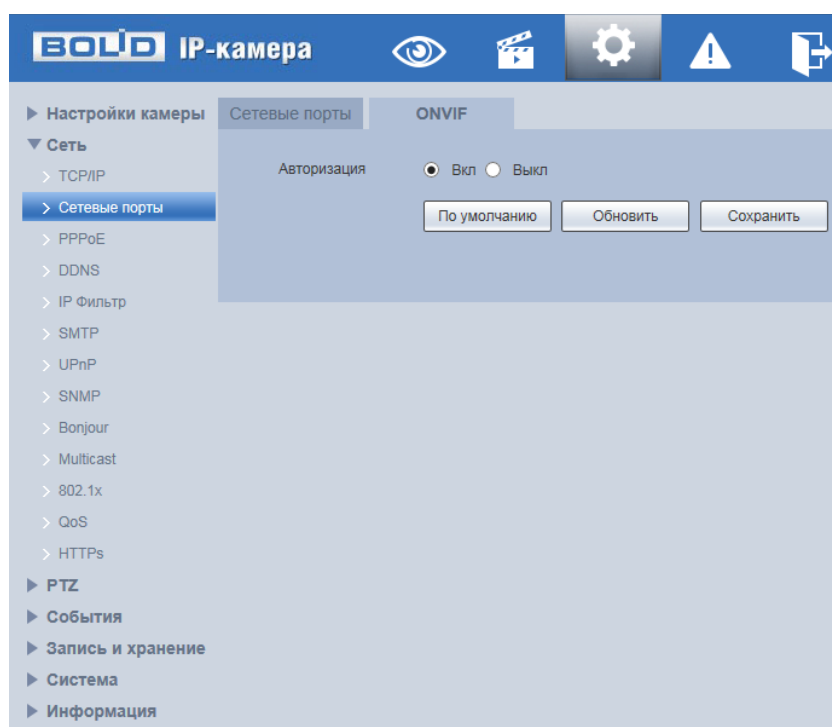 BOLID IP-камера
Настройки камеры
Сеть
TCP/IP
Сетевые порты
PPPoE
DDNS
IP Фильтр
SMTP
UPnP
SNMP
Bonjour
Multicast
802.1x
QoS
HTTPs
PTZ
События
Запись и хранение
Система
Информация
Сетевые порты ONVIF
Авторизация Вкл Выкл
По умолчанию Обновить Сохранить